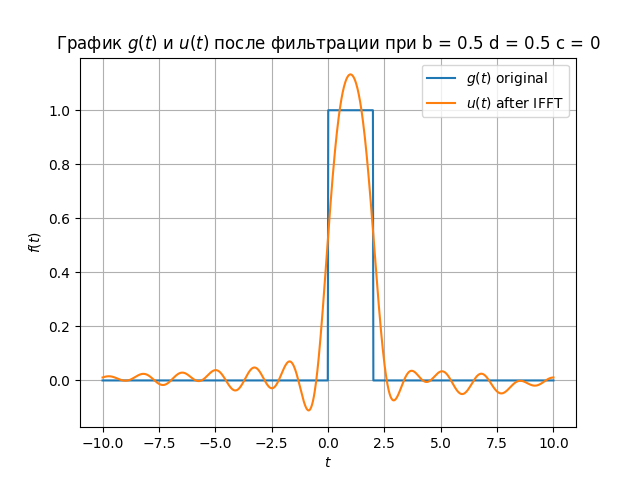 График g(t) и u(t) после фильтрации при b = 0.5 d = 0.5 c = 0
g(t) original
u(t) after IFFT
1.0
0.8
0.6
0.4
0.2
0.0
f(t)
−10.0 −7.5 −5.0 −2.5 0.0 2.5 5.0 7.5 10.0
t